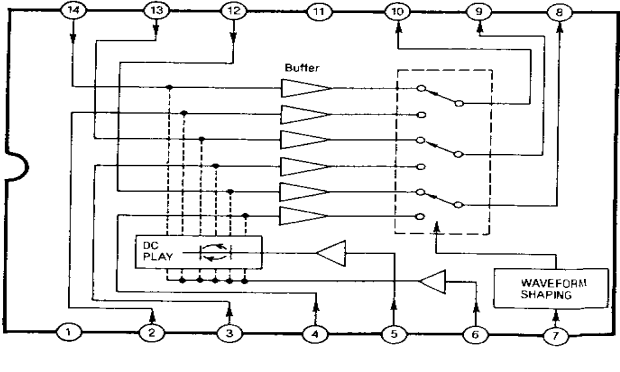 14 13 12 11 10 9 8
Buffer
DC
PLAY
WAVEFORM
SHAPING
1 2 3 4 5 6 7